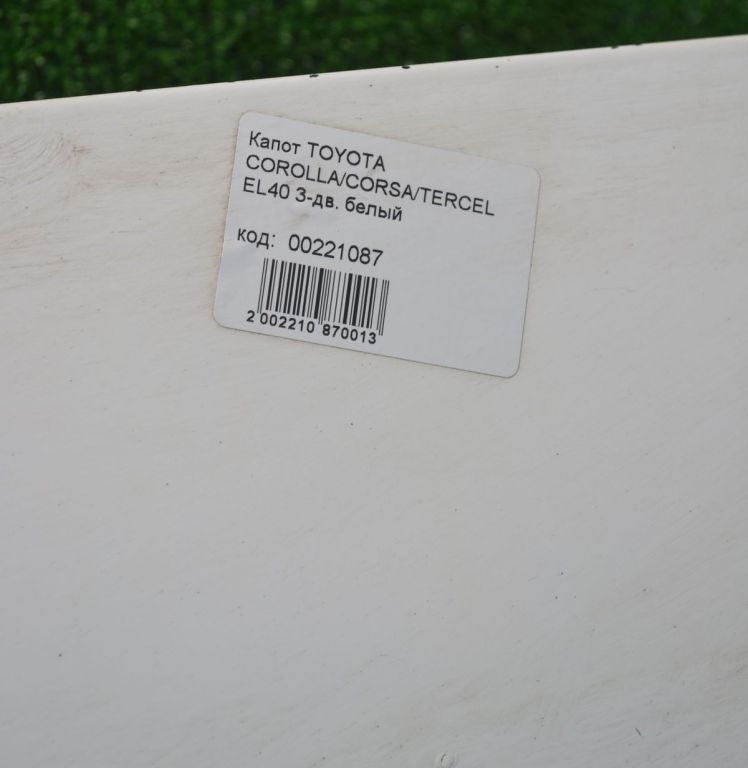 Капот TOYOTA
COROLLA/CORSA/TERCEL
EL40 3-дв. белый
код: 00221087
2 002210 870013